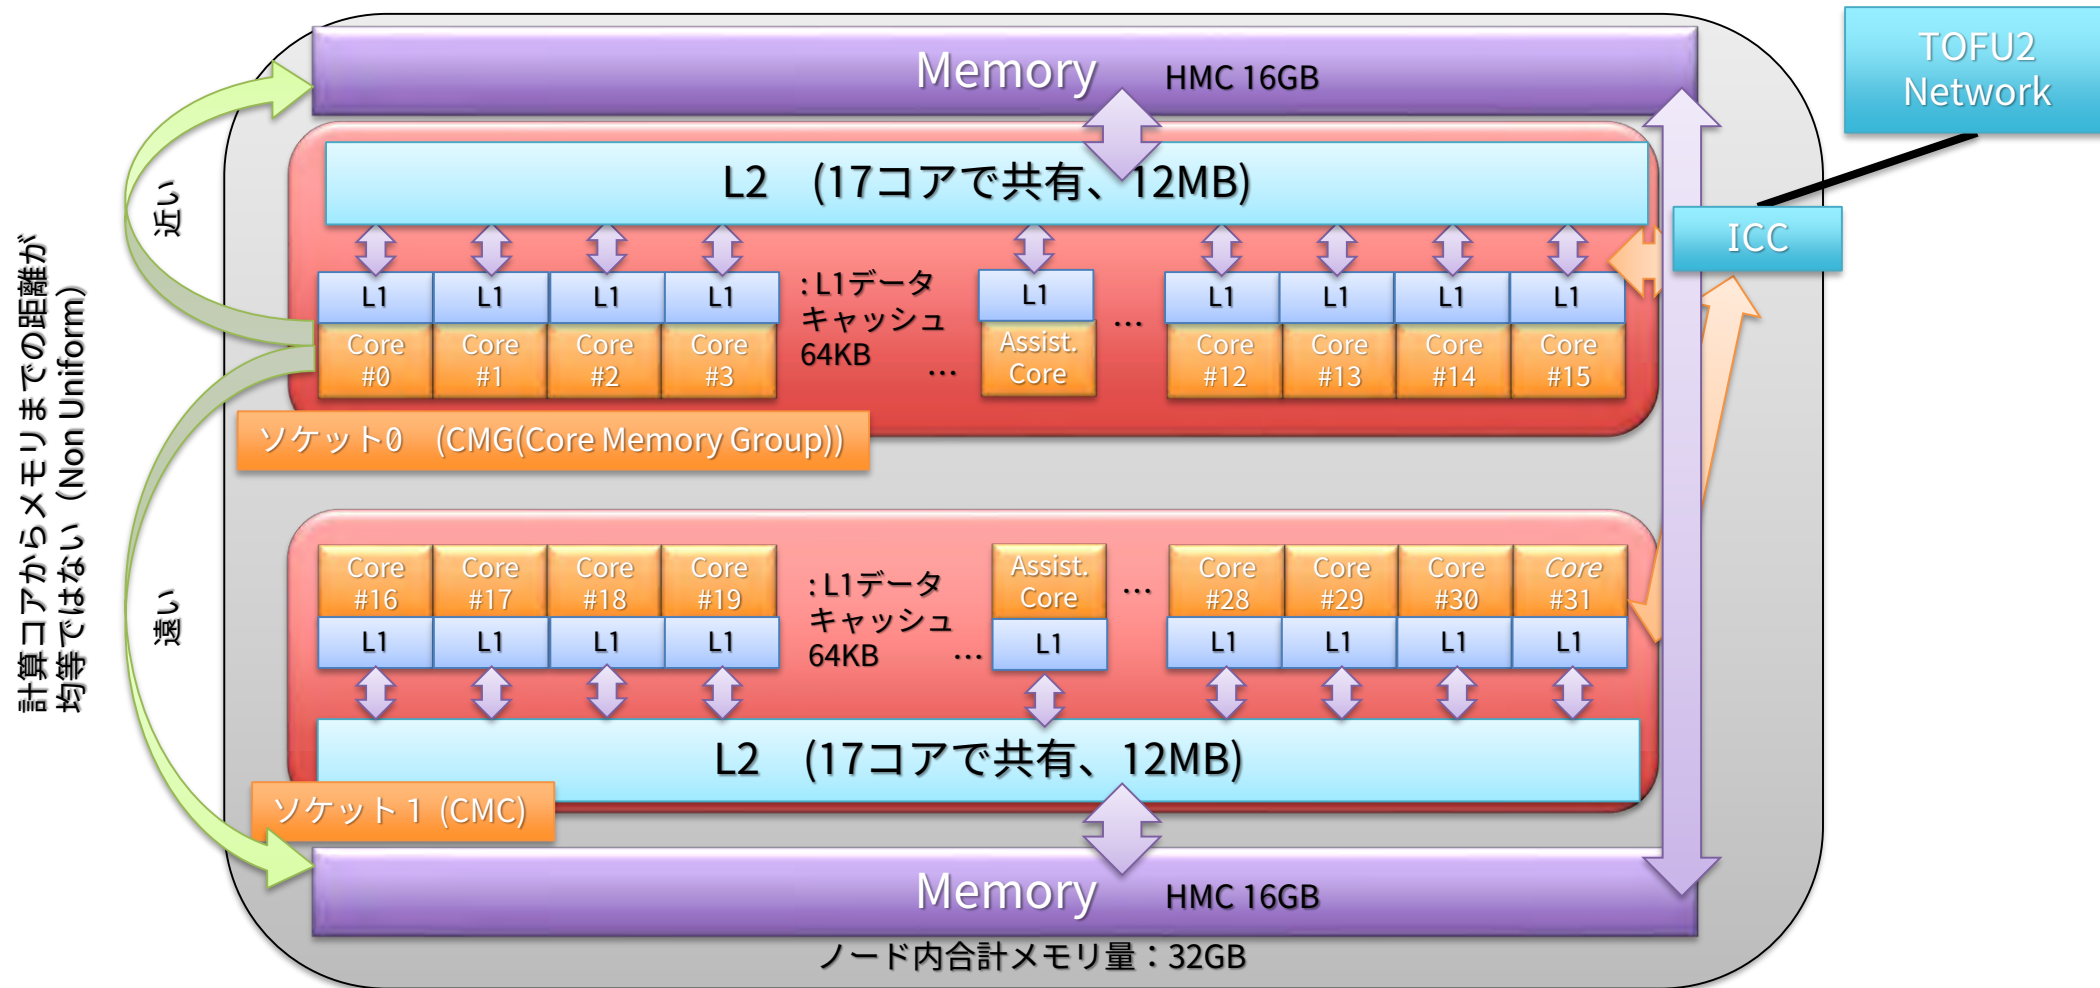 Memory HMC 16GB
TOFU2
Network
L2 (17コアで共有、12MB)
ICC
近い
L1 L1 L1 L1
: L1データ
キャッシュ
64KB
...
L1
...
L1 L1 L1 L1
Core
#0
Core
#1
Core
#2
Core
#3
Assist.
Core
Core
#12
Core
#13
Core
#14
Core
#15
ソケット0 (CMG(Core Memory Group))
計算コアからメモリまでの距離が
均等ではない（Non Uniform）
遠い
Core
#16
Core
#17
Core
#18
Core
#19
: L1データ
キャッシュ
64KB
...
Assist.
Core
...
Core
#28
Core
#29
Core
#30
Core
#31
L1 L1 L1 L1
L1
L1 L1 L1 L1
L2 (17コアで共有、12MB)
ソケット１ (CMC)
Memory HMC 16GB
ノード内合計メモリ量：32GB